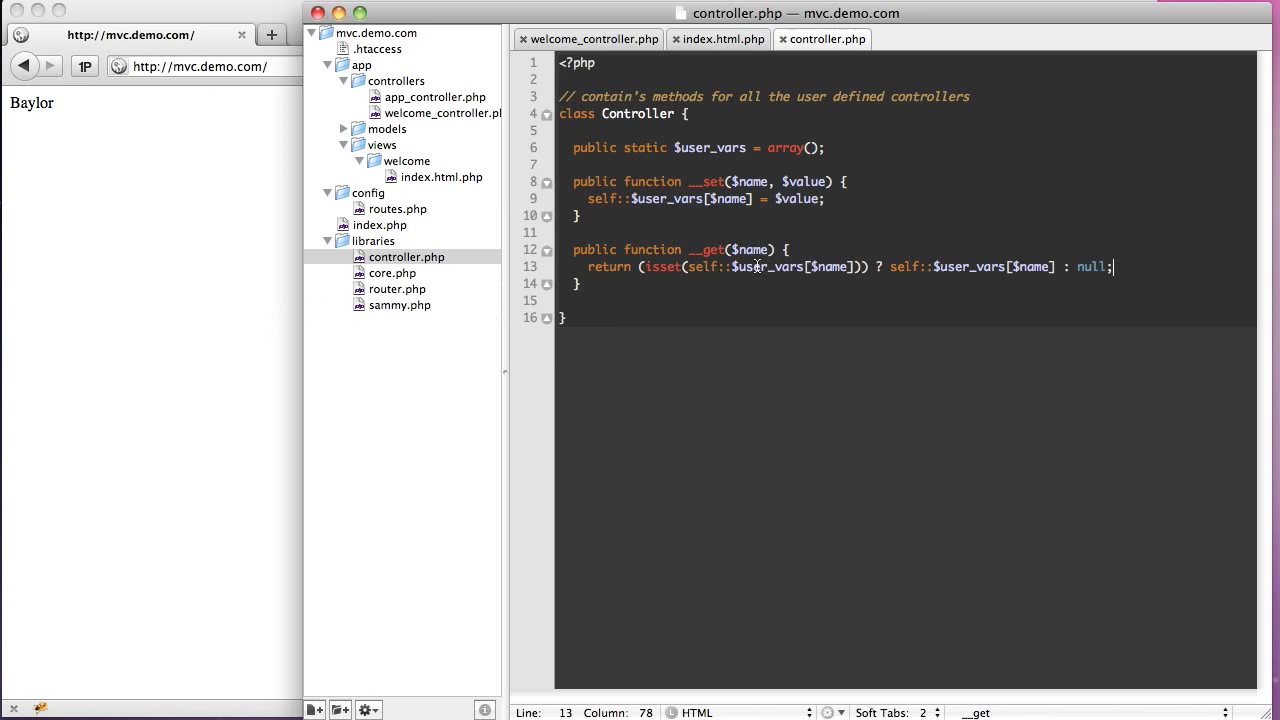 controller.php — mvc.demo.com
http://mvc.demo.com/
1P
http://mvc.demo.com/
Baylor
mvc.demo.com
.htaccess
app
controllers
app_controller.php
welcome_controller.pl
models
views
welcome
index.html.php
config
routes.php
index.php
libraries
controller.php
core.php
router.php
sammy.php
welcome_controller.php
index.html.php
controller.php
1 <?php
2
3 // contain's methods for all the user defined controllers
4 class Controller {
5
6 public static $user_vars = array();
7
8 public function __set($name, $value) {
9 self::$user_vars[$name] = $value;
10 }
11
12 public function __get($name) {
13 return (isset(self::$user_vars[$name])) ? self::$user_vars[$name] : null;
14 }
15
16 }
Line: 13 Column: 78 HTML Soft Tabs: 2 __get